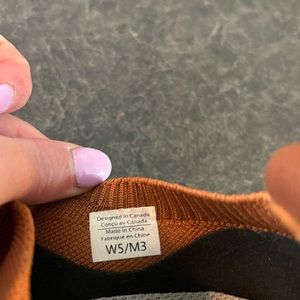 Designed in Canada
Conçu au Canada
Made in China
Fabriqué en Chine
W5/M3